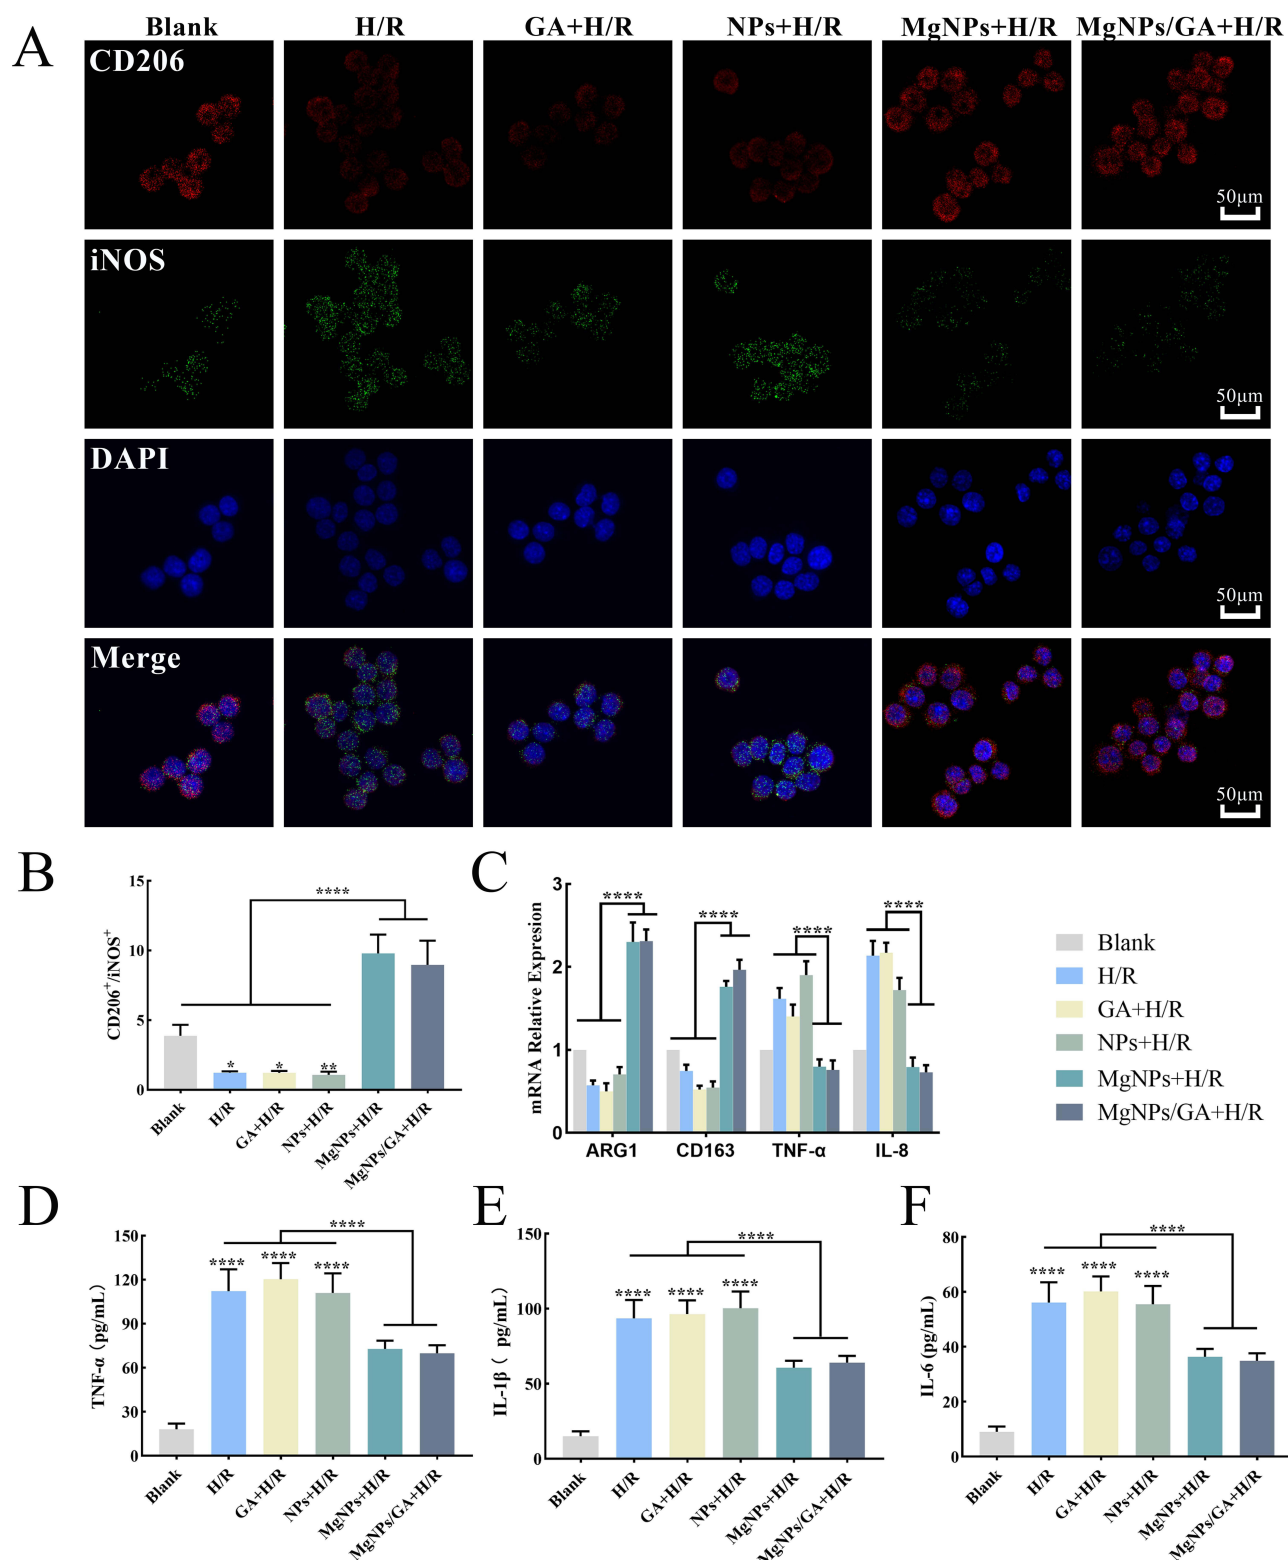 A
Blank
H/R
GA+H/R
NPs+H/R
MgNPs+H/R
MgNPs/GA+H/R
CD206
50μm
iNOS
50μm
DAPI
50μm
Merge
50μm
B
****
15
10
5
0
CD206+/iNOS+
*
*
**
Blank
H/R
GA+H/R
NPs+H/R
MgNPs+H/R
MgNPs/GA+H/R
C
3
2
1
0
mRNA Relative Expresion
****
****
****
****
ARG1
CD163
TNF-α
IL-8
Blank
H/R
GA+H/R
NPs+H/R
MgNPs+H/R
MgNPs/GA+H/R
D
150
120
90
60
30
0
TNF-α (pg/mL)
****
****
****
****
Blank
H/R
GA+H/R
NPs+H/R
MgNPs+H/R
MgNPs/GA+H/R
E
150
100
50
0
IL-1β ( pg/mL)
****
****
****
****
Blank
H/R
GA+H/R
NPs+H/R
MgNPs+H/R
MgNPs/GA+H/R
F
80
60
40
20
0
IL-6 (pg/mL)
****
****
****
****
Blank
H/R
GA+H/R
NPs+H/R
MgNPs+H/R
MgNPs/GA+H/R